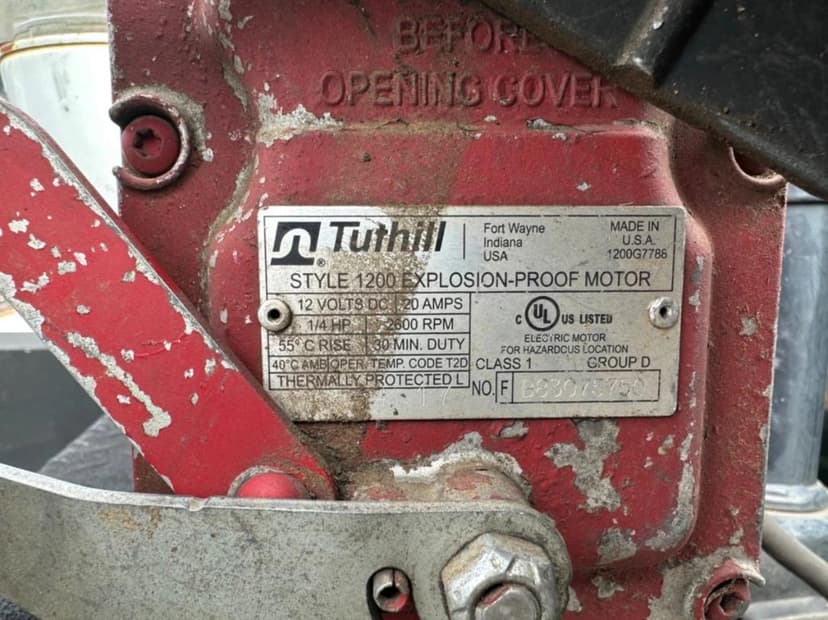 BEFORE
OPENING COVER
Tuthill
®
Fort Wayne
Indiana
USA
MADE IN
U.S.A.
1200G7786
STYLE 1200 EXPLOSION-PROOF MOTOR
12 VOLTS DC 20 AMPS
1/4 HP 2600 RPM
55° C RISE 30 MIN. DUTY
40°C AMB OPER. TEMP. CODE T2D
THERMALLY PROTECTED L
C UL US LISTED
ELECTRIC MOTOR
FOR HAZARDOUS LOCATION
CLASS 1 GROUP D
NO. F